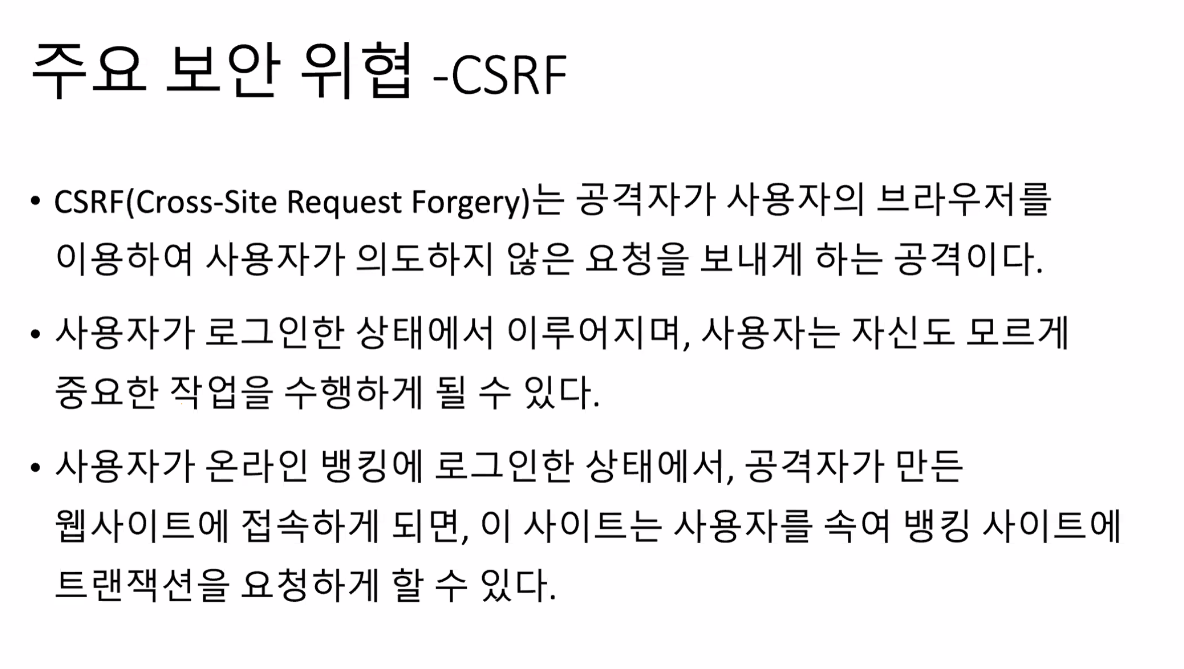 주요 보안 위협 -CSRF
• CSRF(Cross-Site Request Forgery)는 공격자가 사용자의 브라우저를
이용하여 사용자가 의도하지 않은 요청을 보내게 하는 공격이다.
• 사용자가 로그인한 상태에서 이루어지며, 사용자는 자신도 모르게
중요한 작업을 수행하게 될 수 있다.
• 사용자가 온라인 뱅킹에 로그인한 상태에서, 공격자가 만든
웹사이트에 접속하게 되면, 이 사이트는 사용자를 속여 뱅킹 사이트에
트랜잭션을 요청하게 할 수 있다.